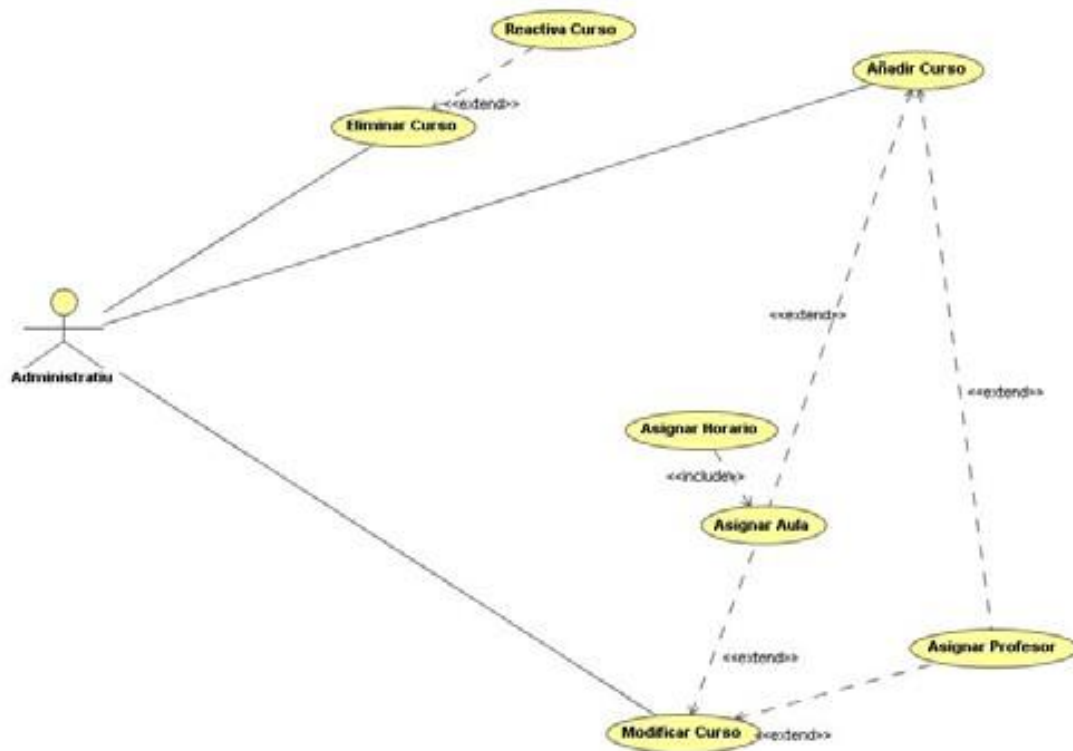 Reactiva Curso
Añadir Curso
<<extend>>
Eliminar Curso
<<extend>>
Administratiu
<<extend>>
Asignar Horario
<<include>>
Asignar Aula
Asignar Profesor
<<extend>>
Modificar Curso
<<extend>>